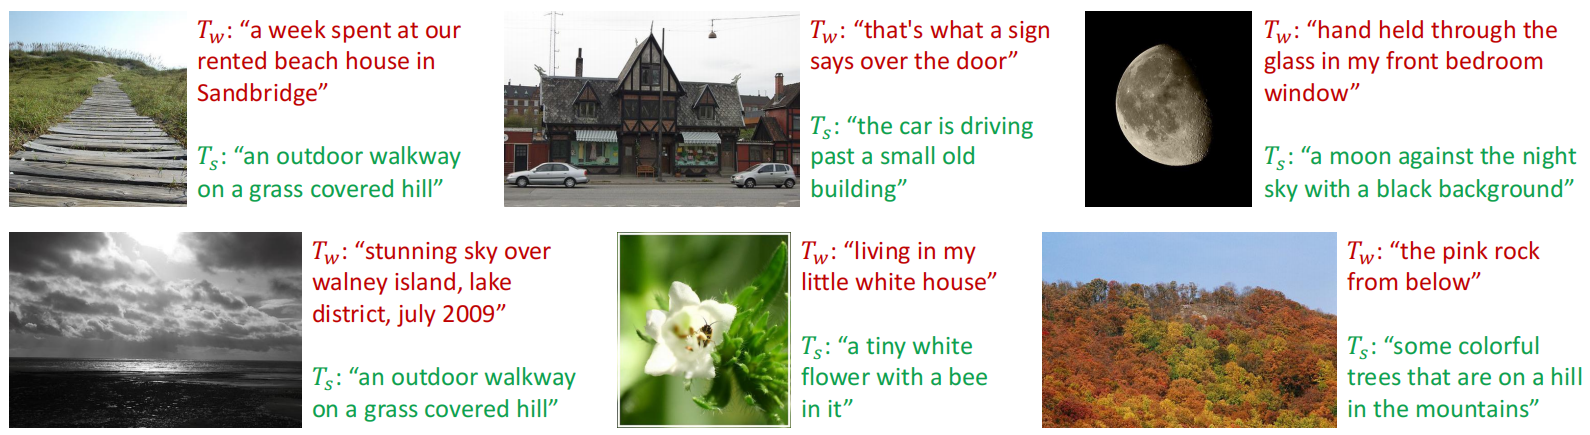 T_w: “a week spent at our
rented beach house in
Sandbridge”
T_s: “an outdoor walkway
on a grass covered hill”
T_w: “that's what a sign
says over the door”
T_s: “the car is driving
past a small old
building”
T_w: “hand held through the
glass in my front bedroom
window”
T_s: “a moon against the night
sky with a black background”
T_w: “stunning sky over
walney island, lake
district, july 2009”
T_s: “an outdoor walkway
on a grass covered hill”
T_w: “living in my
little white house”
T_s: “a tiny white
flower with a bee
in it”
T_w: “the pink rock
from below”
T_s: “some colorful
trees that are on a hill
in the mountains”